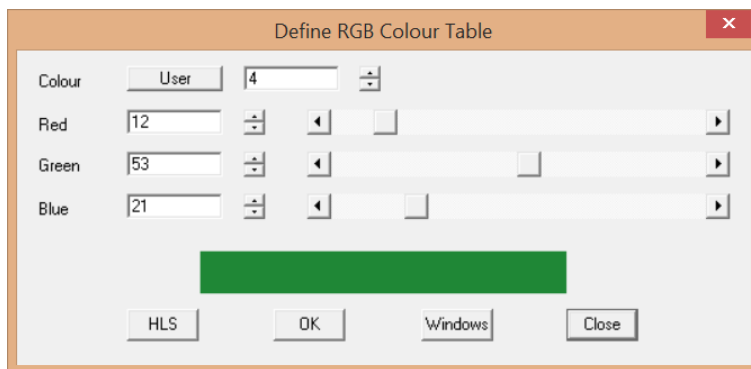 Define RGB Colour Table
x
Colour User 4
Red 12
Green 53
Blue 21
HLS OK Windows Close